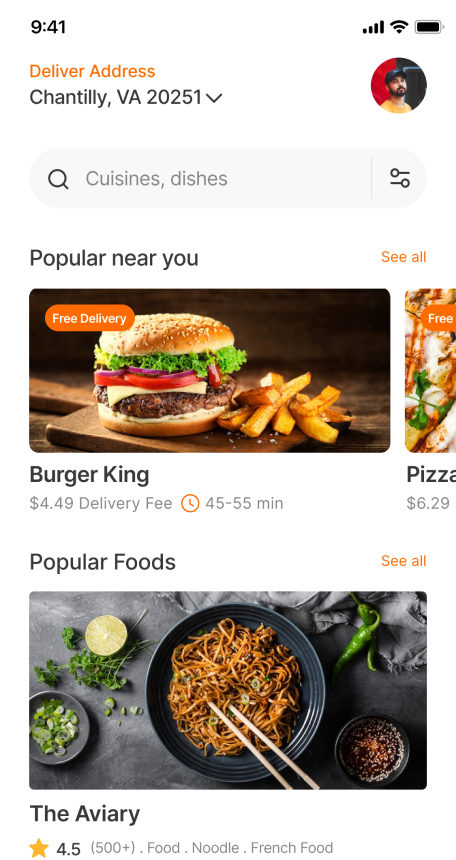 9:41
Deliver Address
Chantilly, VA 20251
Cuisines, dishes
Popular near you
See all
Free Delivery
Free
Burger King
$4.49 Delivery Fee 45-55 min
Pizza
$6.29
Popular Foods
See all
The Aviary
4.5 (500+) . Food . Noodle . French Food